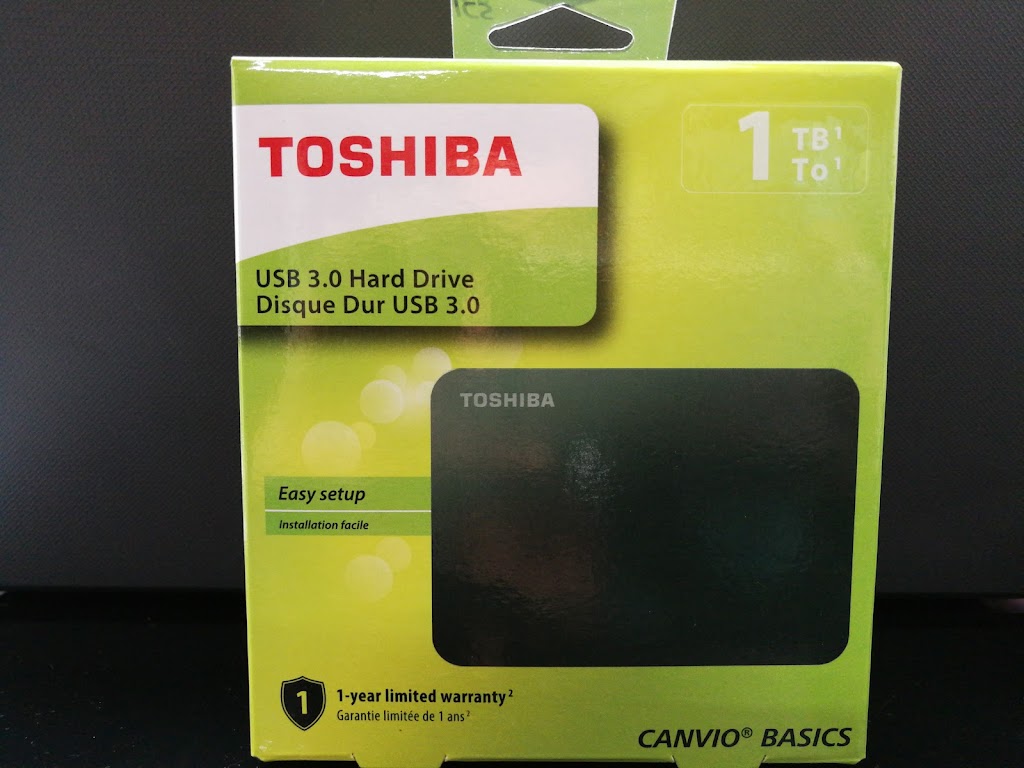 TOSHIBA
1 TB¹
To¹
USB 3.0 Hard Drive
Disque Dur USB 3.0
TOSHIBA
Easy setup
Installation facile
1
1-year limited warranty²
Garantie limitée de 1 ans²
CANVIO® BASICS